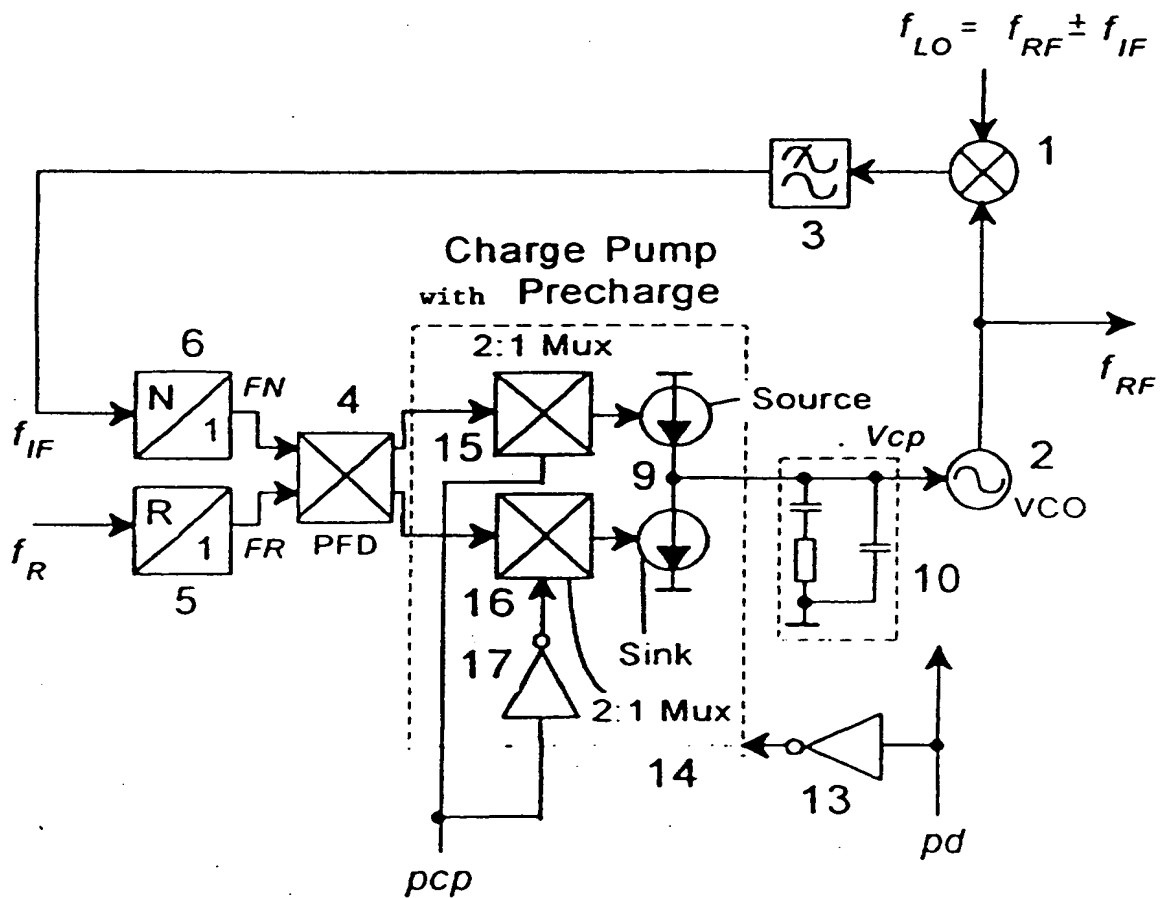 f_LO = f_RF ± f_IF
1
3
Charge Pump
with Precharge
6
2:1 Mux
f_RF
N
1
FN
4
Source
f_IF
15
Vcp
9
2
R
1
FR
PFD
VCO
f_R
16
10
5
17
Sink
2:1 Mux
14
13
pd
pcp